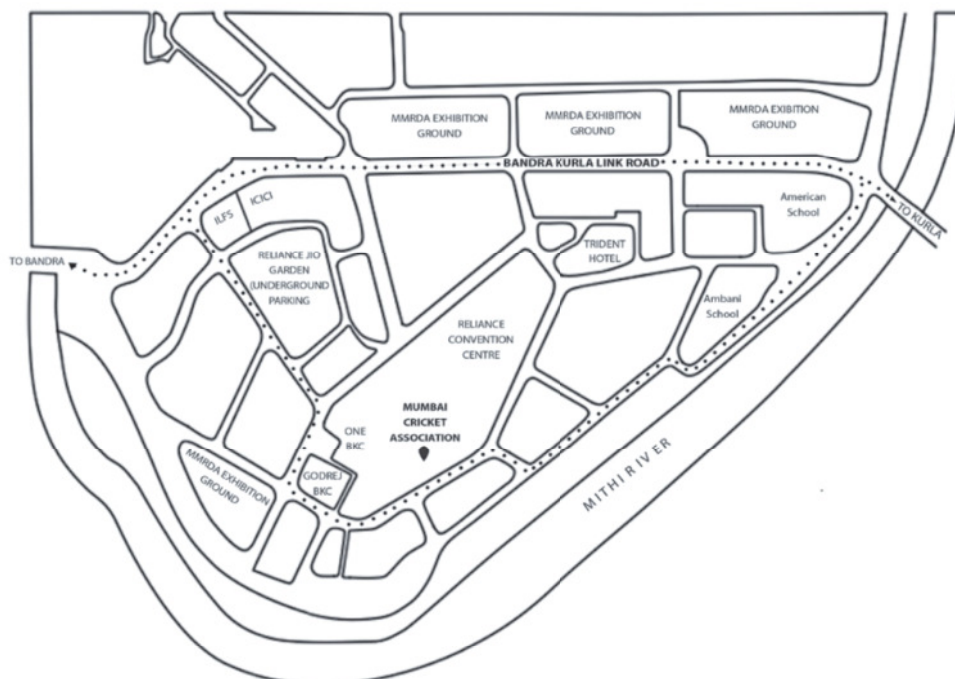 MMRDA EXHIBITION
GROUND
MMRDA EXHIBITION
GROUND
MMRDA EXIBITION
GROUND
BANDRA KURLA LINK ROAD
ILFS
ICICI
American
School
TO KURLA
TO BANDRA
RELIANCE JIO
GARDEN
(UNDERGROUND
PARKING
TRIDENT
HOTEL
Ambani
School
RELIANCE
CONVENTION
CENTRE
MUMBAI
CRICKET
ASSOCIATION
ONE
BKC
GODREJ
BKC
MMRDA EXHIBITION
GROUND
MITHI RIVER